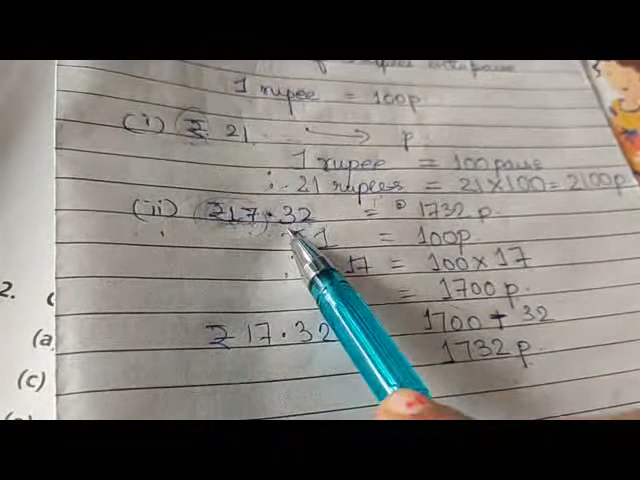 1 rupee = 100p
(i) ₹ 21 → p
1 rupee = 100 paise
∴ 21 rupees = 21×100=2100p
(ii) ₹17.32 = 1732 p.
1 = 100p
17 = 100×17
= 1700 p.
2.
1700 + 32
(a
₹17.32
1732 p
(c)